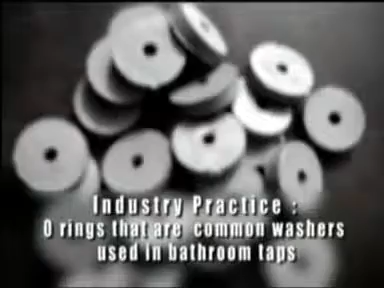 Industry Practice :
O rings that are common washers
used in bathroom taps